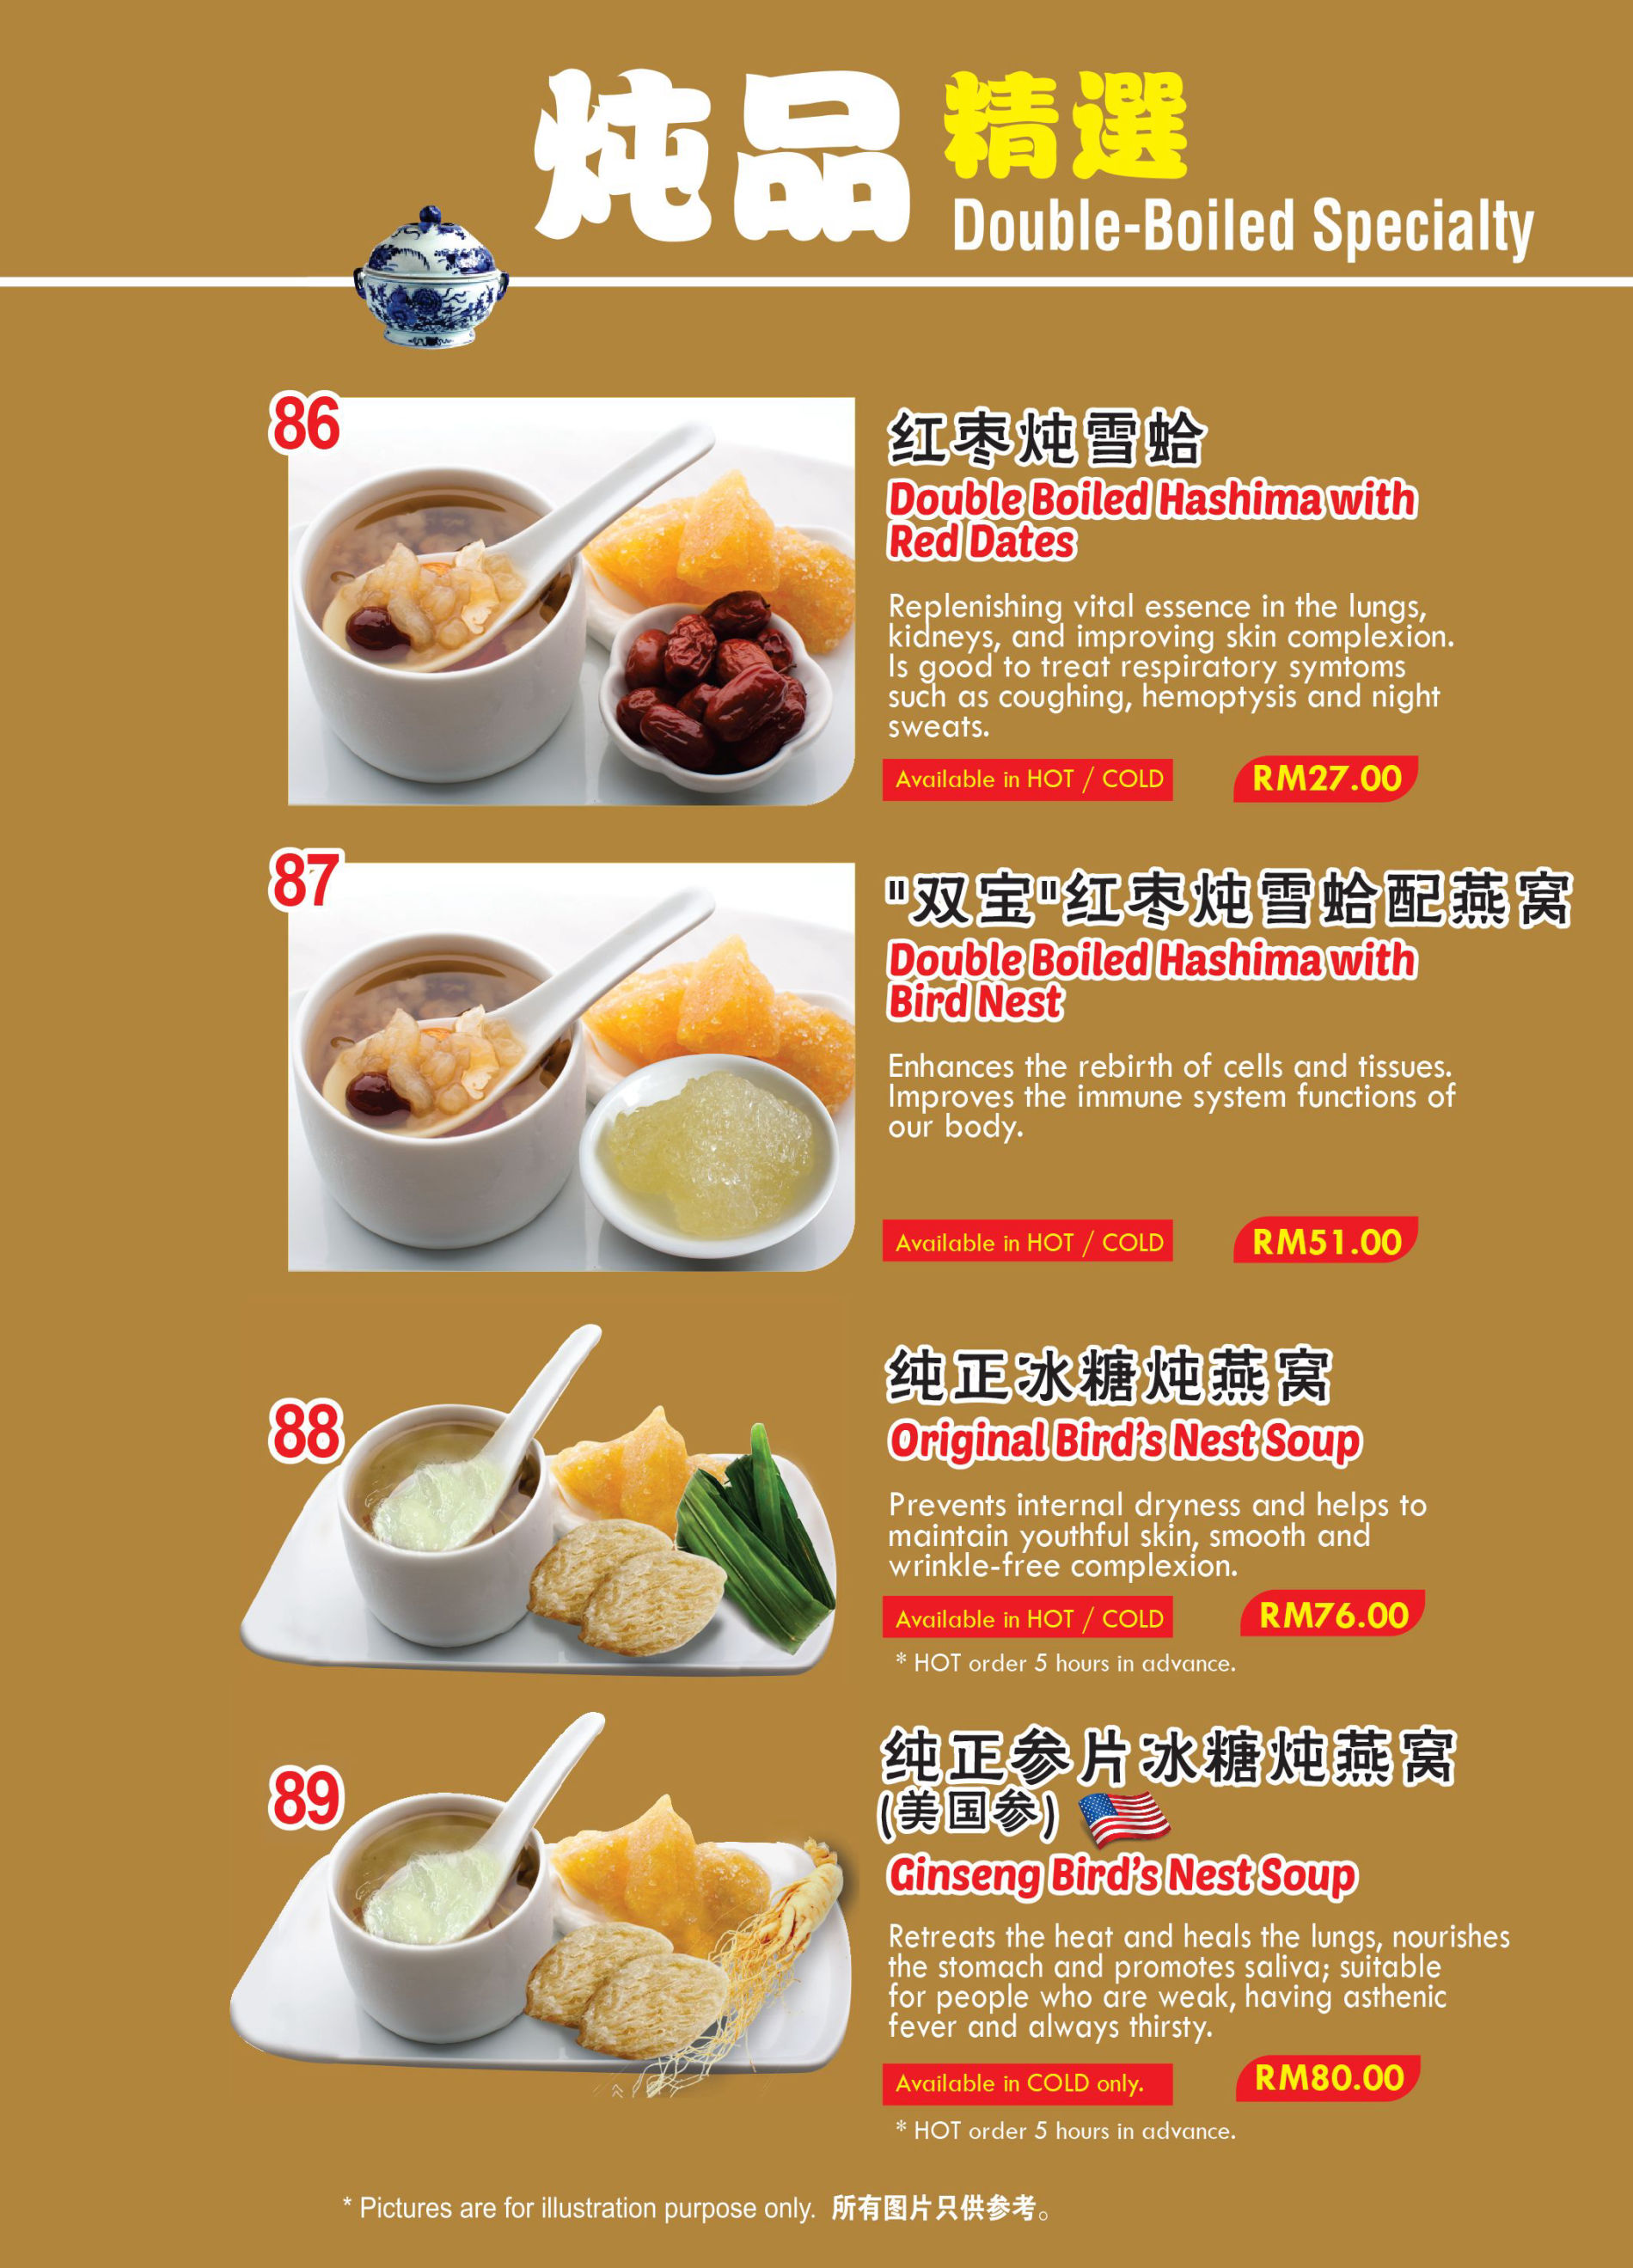 炖品 精選
Double-Boiled Specialty
86
红枣炖雪蛤
Double Boiled Hashima with
Red Dates
Replenishing vital essence in the lungs,
kidneys, and improving skin complexion.
Is good to treat respiratory symtoms
such as coughing, hemoptysis and night
sweats.
Available in HOT / COLD
RM27.00
87
"双宝"红枣炖雪蛤配燕窝
Double Boiled Hashima with
Bird Nest
Enhances the rebirth of cells and tissues.
Improves the immune system functions of
our body.
Available in HOT / COLD
RM51.00
88
纯正冰糖炖燕窝
Original Bird's Nest Soup
Prevents internal dryness and helps to
maintain youthful skin, smooth and
wrinkle-free complexion.
Available in HOT / COLD
RM76.00
* HOT order 5 hours in advance.
89
纯正参片冰糖炖燕窝
(美国参)
Ginseng Bird's Nest Soup
Retreats the heat and heals the lungs, nourishes
the stomach and promotes saliva; suitable
for people who are weak, having asthenic
fever and always thirsty.
Available in COLD only.
RM80.00
* HOT order 5 hours in advance.
* Pictures are for illustration purpose only. 所有图片只供参考。